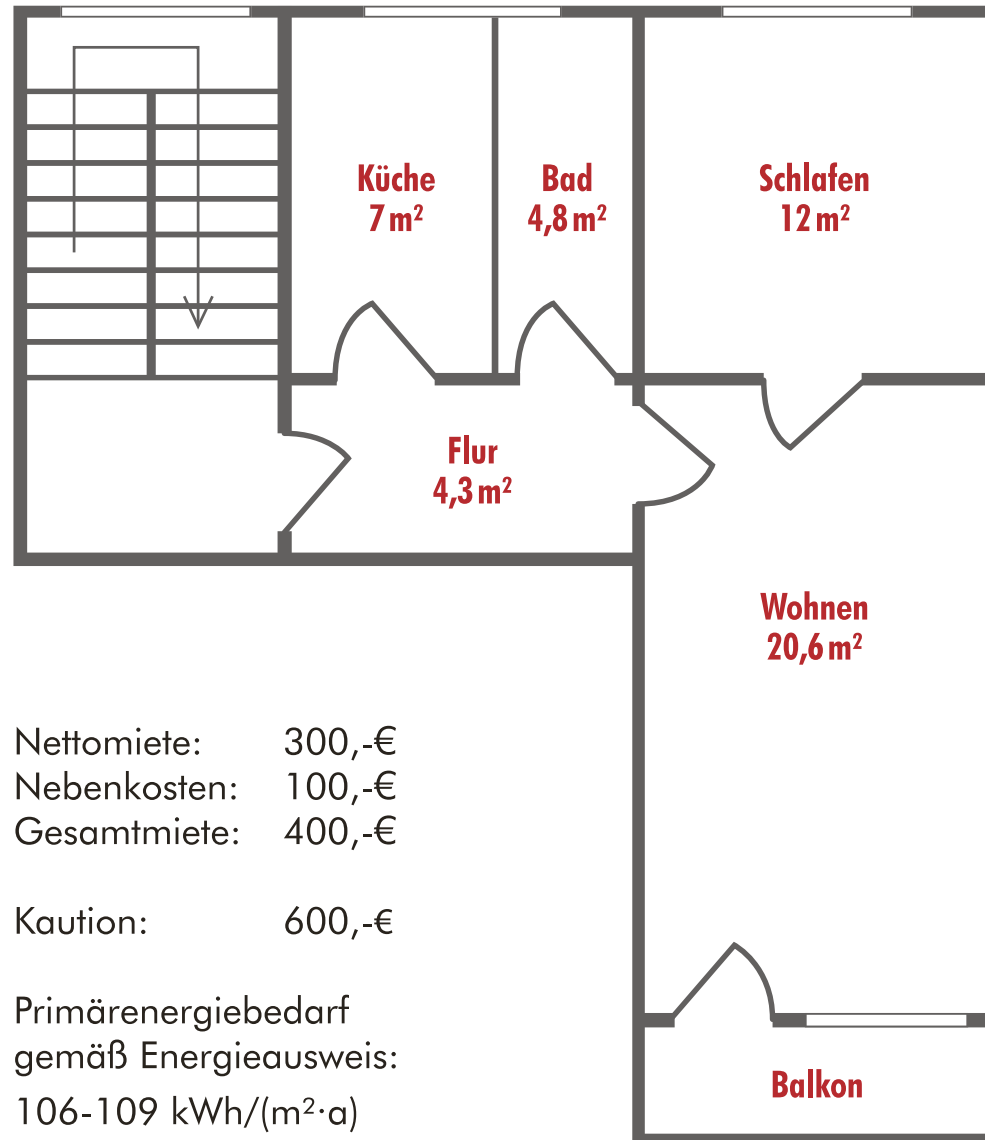 Küche
7 m²
Bad
4,8 m²
Schlafen
12 m²
Flur
4,3 m²
Wohnen
20,6 m²
Nettomiete: 300,-€
Nebenkosten: 100,-€
Gesamtmiete: 400,-€
Kaution: 600,-€
Primärenergiebedarf
gemäß Energieausweis:
106-109 kWh/(m²·a)
Balkon